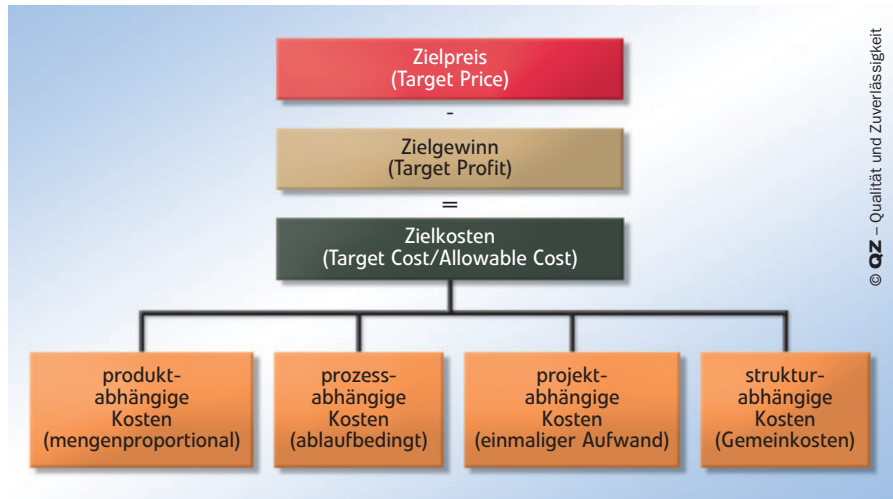 Zielpreis
(Target Price)
-
Zielgewinn
(Target Profit)
=
Zielkosten
(Target Cost/Allowable Cost)
produkt-
abhängige
Kosten
(mengenproportional)
prozess-
abhängige
Kosten
(ablaufbedingt)
projekt-
abhängige
Kosten
(einmaliger Aufwand)
struktur-
abhängige
Kosten
(Gemeinkosten)
© QZ – Qualität und Zuverlässigkeit